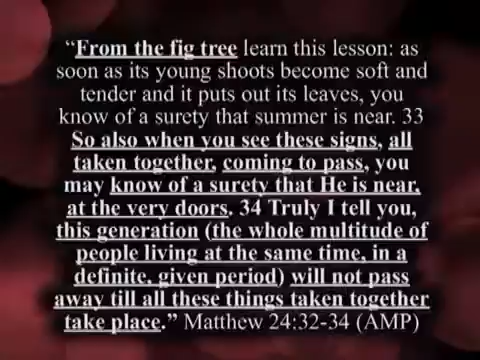 “From the fig tree learn this lesson: as
soon as its young shoots become soft and
tender and it puts out its leaves, you
know of a surety that summer is near. 33
So also when you see these signs, all
taken together, coming to pass, you
may know of a surety that He is near,
at the very doors. 34 Truly I tell you,
this generation (the whole multitude of
people living at the same time, in a
definite, given period) will not pass
away till all these things taken together
take place.” Matthew 24:32-34 (AMP)